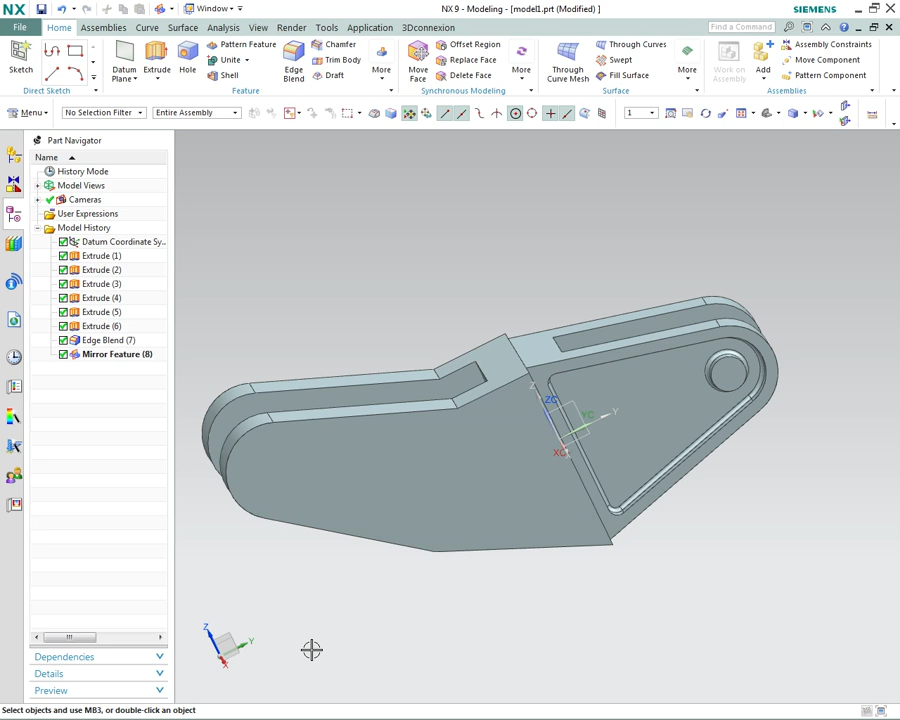 NX
Window
NX 9 - Modeling - [model1.prt (Modified) ]
SIEMENS
File
Home
Assemblies
Curve
Surface
Analysis
View
Render
Tools
Application
3Dconnexion
Find a Command
Sketch
Direct Sketch
Datum
Plane
Extrude
Hole
Pattern Feature
Unite
Shell
Edge
Blend
Chamfer
Trim Body
Draft
More
Feature
Move
Face
Offset Region
Replace Face
Delete Face
More
Synchronous Modeling
Through
Curve Mesh
Through Curves
Swept
Fill Surface
More
Surface
Work on
Assembly
Add
Assembly Constraints
Move Component
Pattern Component
Assemblies
Menu
No Selection Filter
Entire Assembly
1
Part Navigator
Name
History Mode
Model Views
Cameras
User Expressions
Model History
Datum Coordinate Sy...
Extrude (1)
Extrude (2)
Extrude (3)
Extrude (4)
Extrude (5)
Extrude (6)
Edge Blend (7)
Mirror Feature (8)
Z
ZC
YC
Y
XC
Z
Y
X
Dependencies
Details
Preview
Select objects and use MB3, or double-click an object